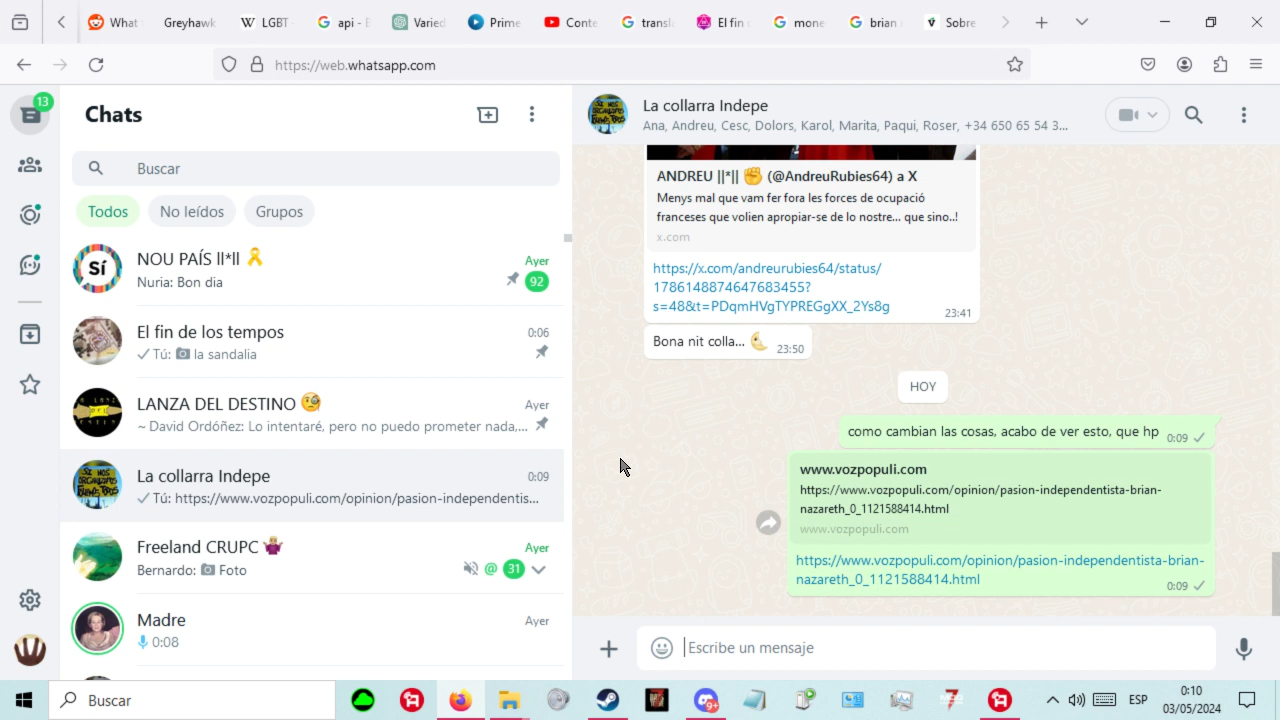 What
Greyhawk
LGBT
api - E
Varied
Prime
Conte
transl
El fin
mone
brian
Sobre
https://web.whatsapp.com
13
Chats
Buscar
Todos
No leídos
Grupos
NOU PAÍS ll*ll 🎗
Ayer
Nuria: Bon dia
92
El fin de los tempos
0:06
Tú: la sandalia
LANZA DEL DESTINO 🧐
Ayer
~ David Ordóñez: Lo intentaré, pero no puedo prometer nada,...
La collarra Indepe
0:09
Tú: https://www.vozpopuli.com/opinion/pasion-independentis...
Freeland CRUPC 🤷🏼‍♀️
Ayer
Bernardo: Foto
@ 31
Madre
Ayer
0:08
La collarra Indepe
Ana, Andreu, Cesc, Dolors, Karol, Marita, Paqui, Roser, +34 650 65 54 3...
ANDREU ||*|| ✊ (@AndreuRubies64) a X
Menys mal que vam fer fora les forces de ocupació
franceses que volien apropiar-se de lo nostre... que sino..!
x.com
https://x.com/andreurubies64/status/
1786148874647683455?
s=48&t=PDqmHVgTYPREGgXX_2Ys8g
23:41
Bona nit colla... 🌜
23:50
HOY
como cambian las cosas, acabo de ver esto, que hp
0:09
www.vozpopuli.com
https://www.vozpopuli.com/opinion/pasion-independentista-brian-
nazareth_0_1121588414.html
www.vozpopuli.com
https://www.vozpopuli.com/opinion/pasion-independentista-brian-
nazareth_0_1121588414.html
0:09
Escribe un mensaje
Buscar
9+
ESP
0:10
03/05/2024